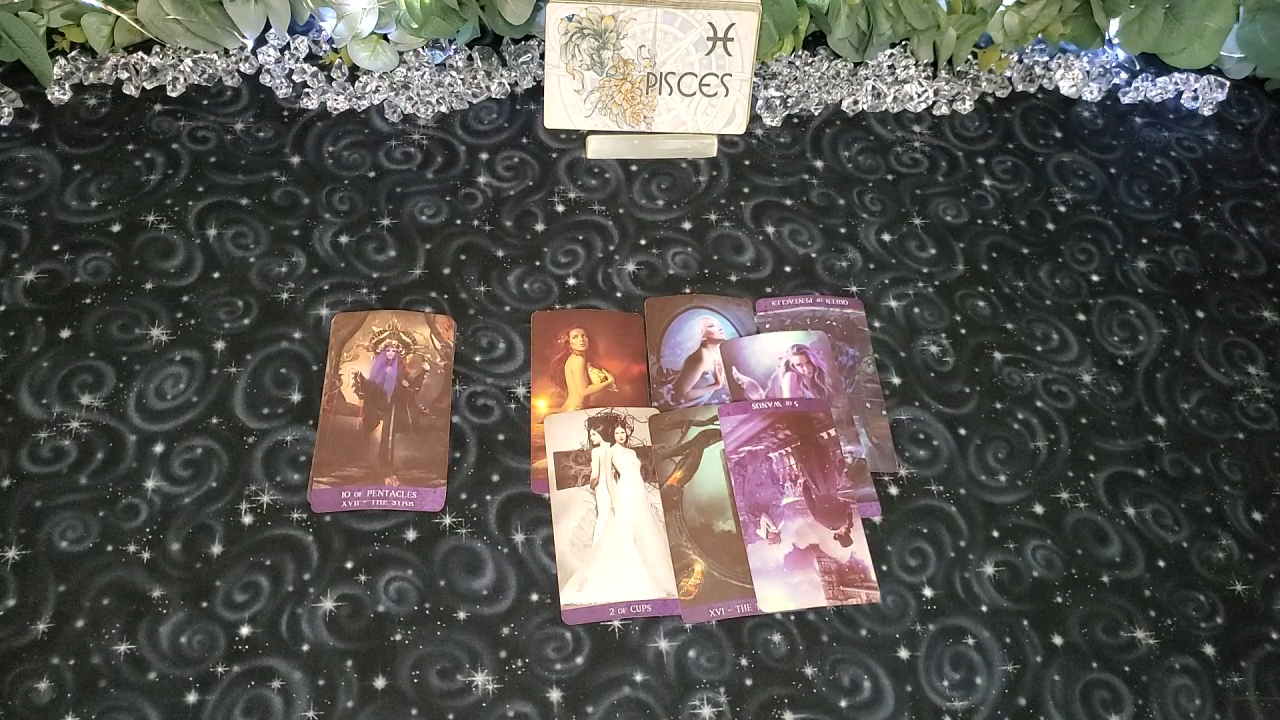 ♓
PISCES
QUEEN OF PENTACLES
5 OF WANDS
10 OF PENTACLES
XVII - THE STAR
2 OF CUPS
XVI - THE